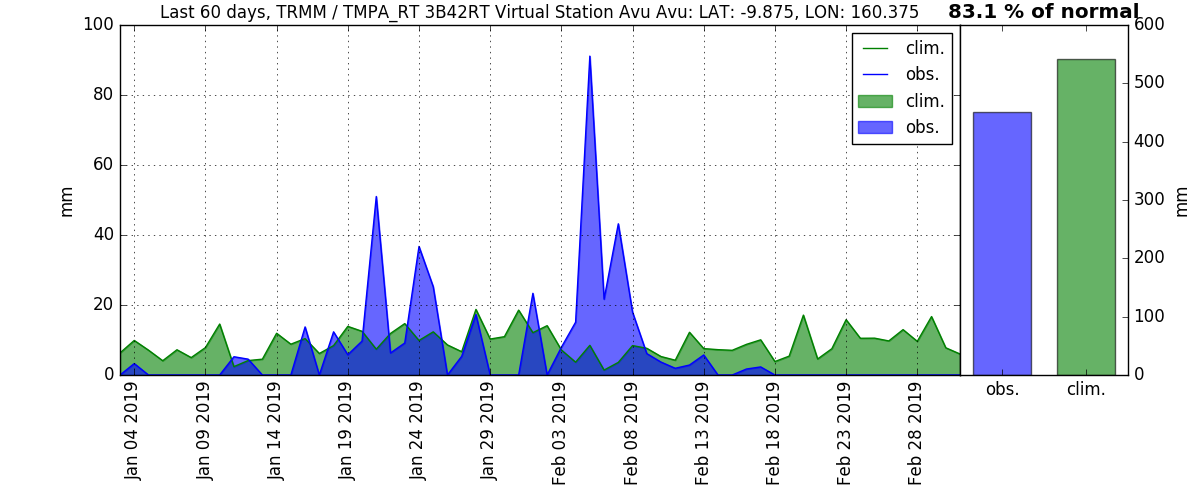 Last 60 days, TRMM / TMPA_RT 3B42RT Virtual Station Avu Avu: LAT: -9.875, LON: 160.375
83.1 % of normal
100
80
60
40
20
0
mm
clim.
obs.
clim.
obs.
Jan 04 2019
Jan 09 2019
Jan 14 2019
Jan 19 2019
Jan 24 2019
Jan 29 2019
Feb 03 2019
Feb 08 2019
Feb 13 2019
Feb 18 2019
Feb 23 2019
Feb 28 2019
600
500
400
300
200
100
0
mm
obs.
clim.